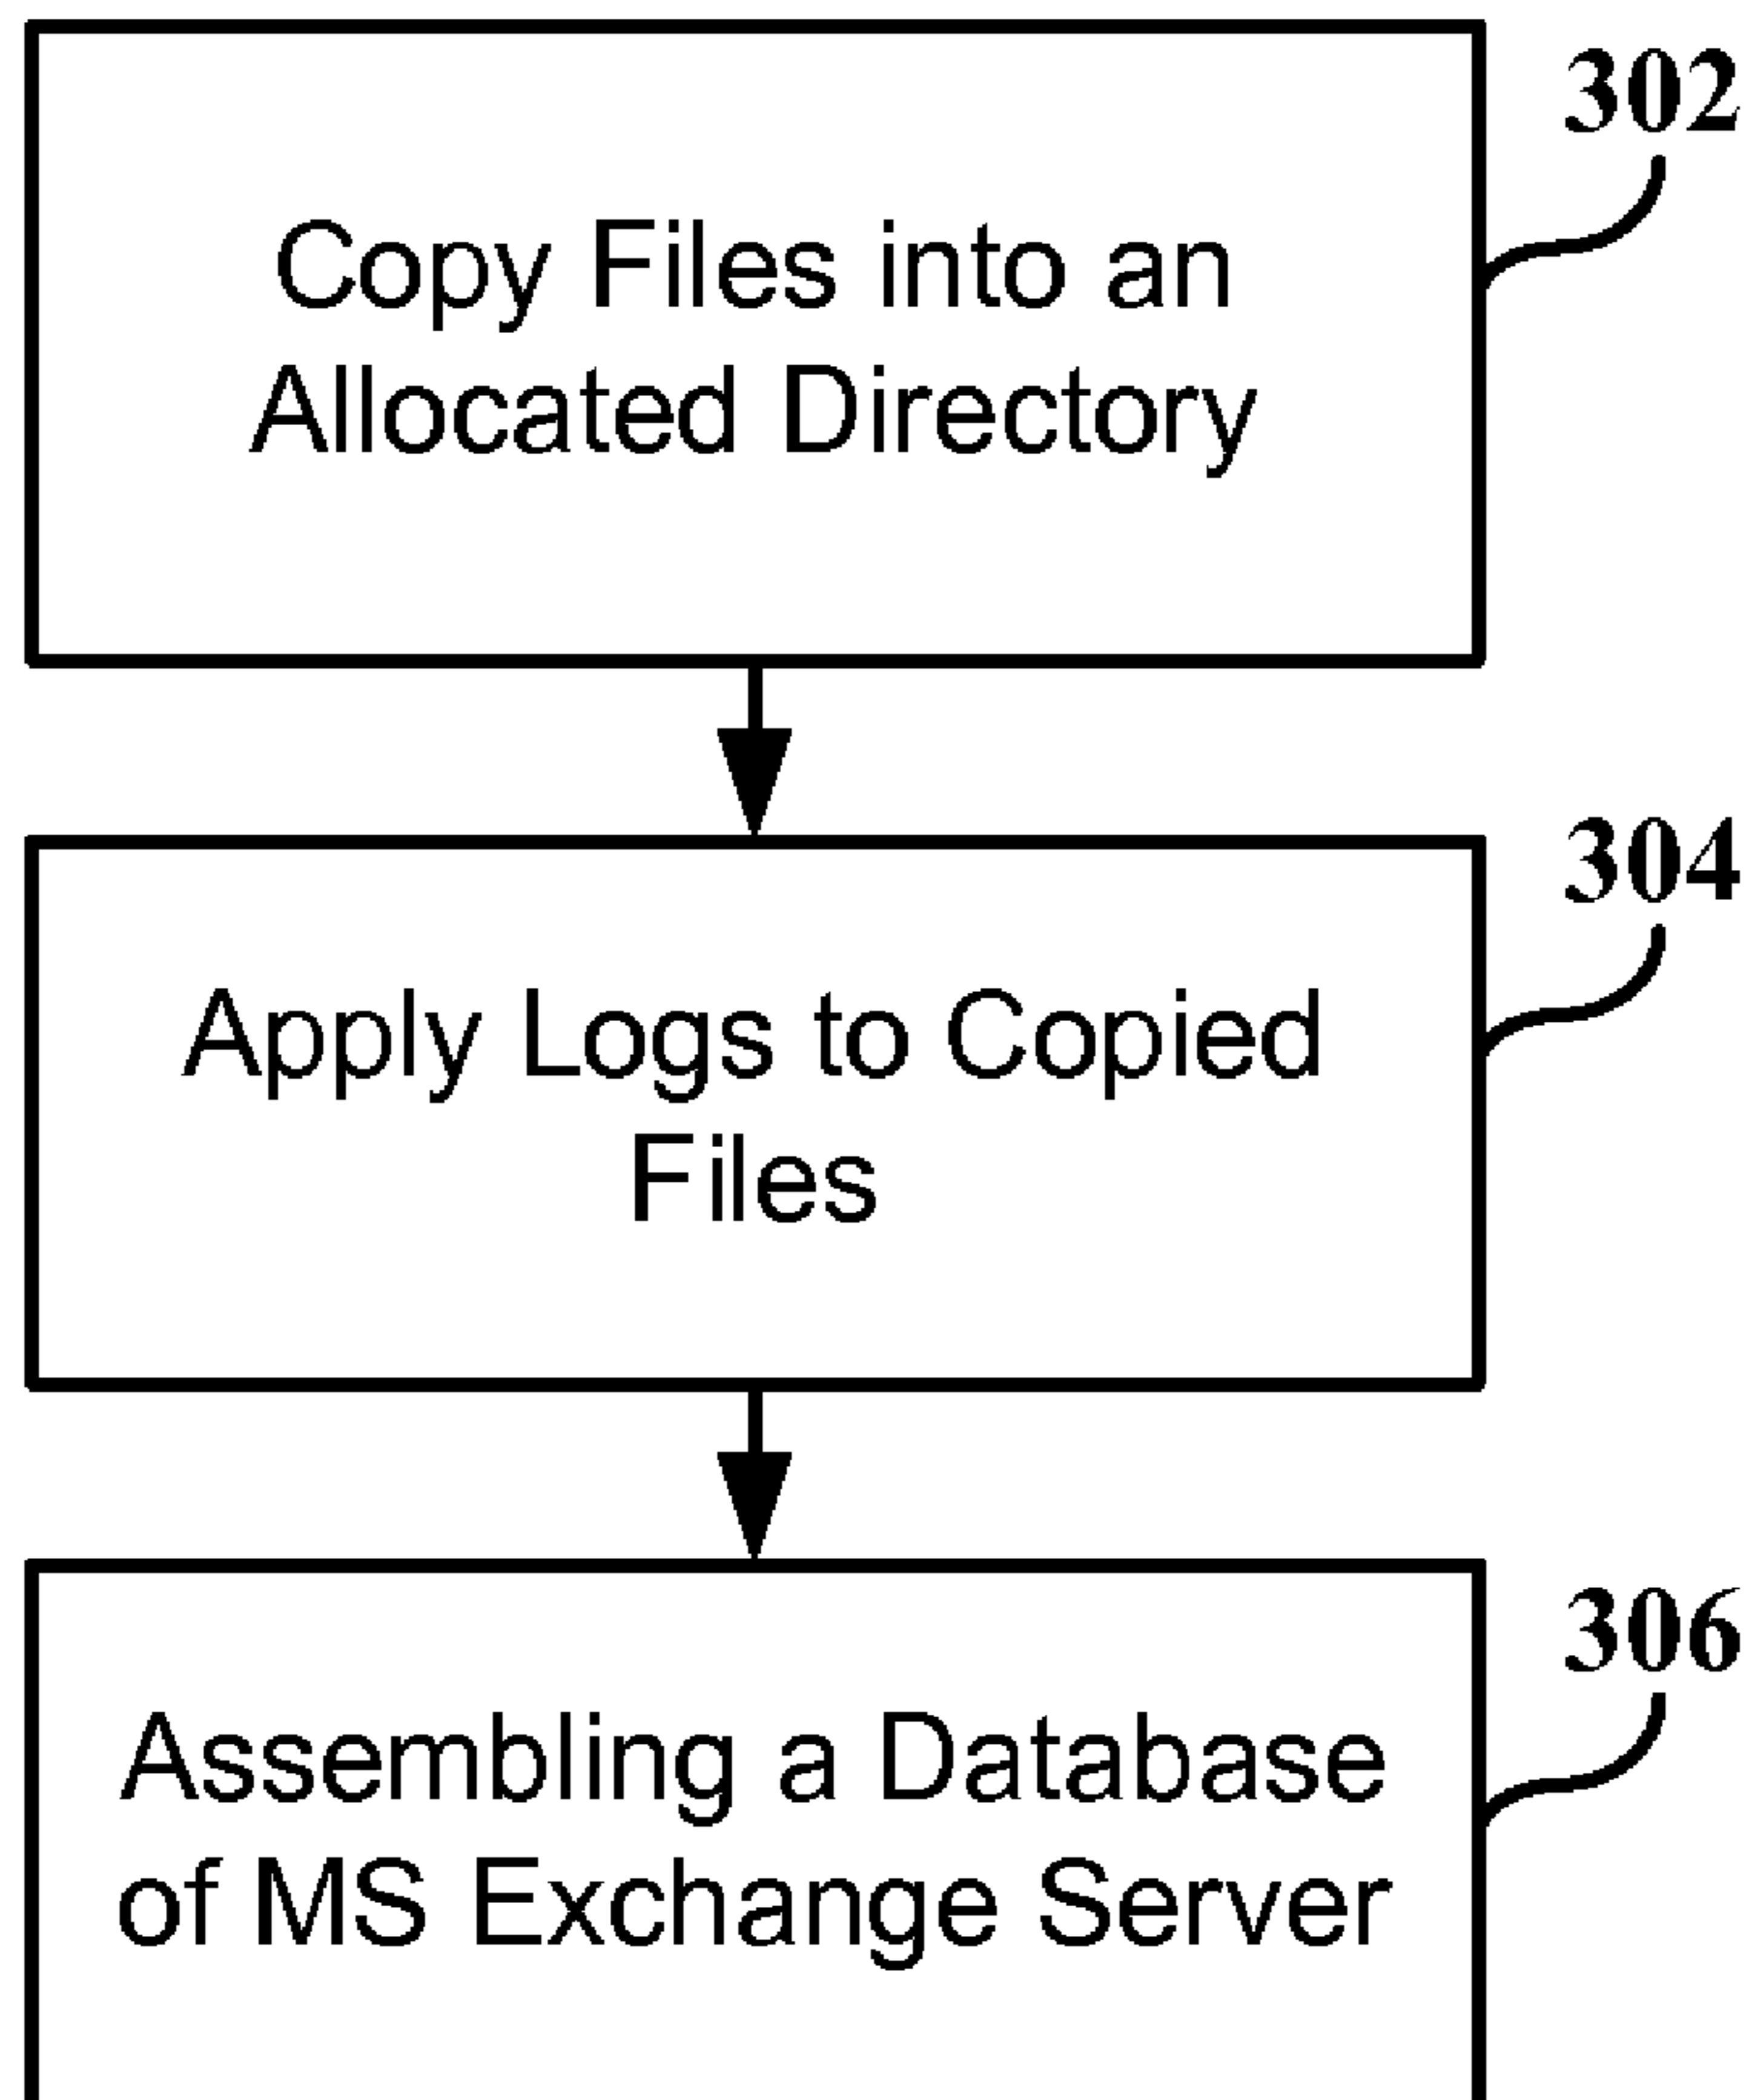 302
Copy Files into an
Allocated Directory
304
Apply Logs to Copied
Files
306
Assembling a Database
of MS Exchange Server